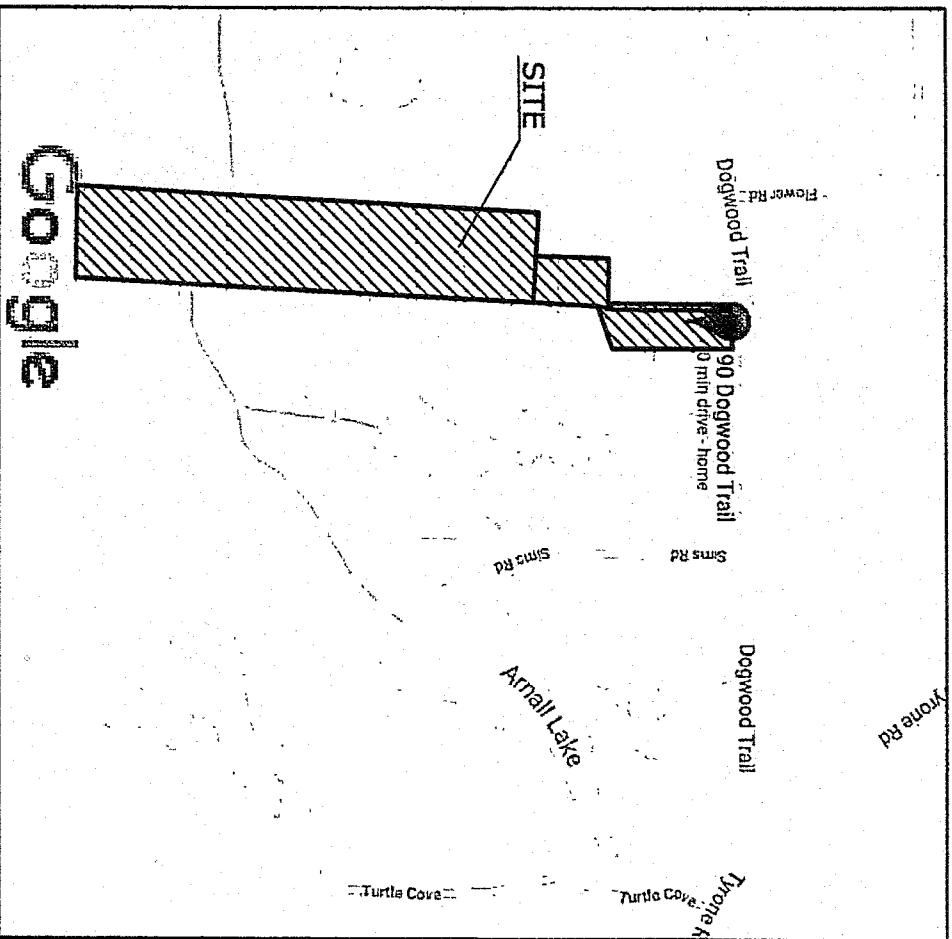 yrone Rd
Flower Rd
Dogwood Trail
90 Dogwood Trail
0 min drive - home
Dogwood Trail
Tyrone R
Sims Rd
Sims Rd
Turtle Cove
Turtle Cove
SITE
Arnall Lake
Google